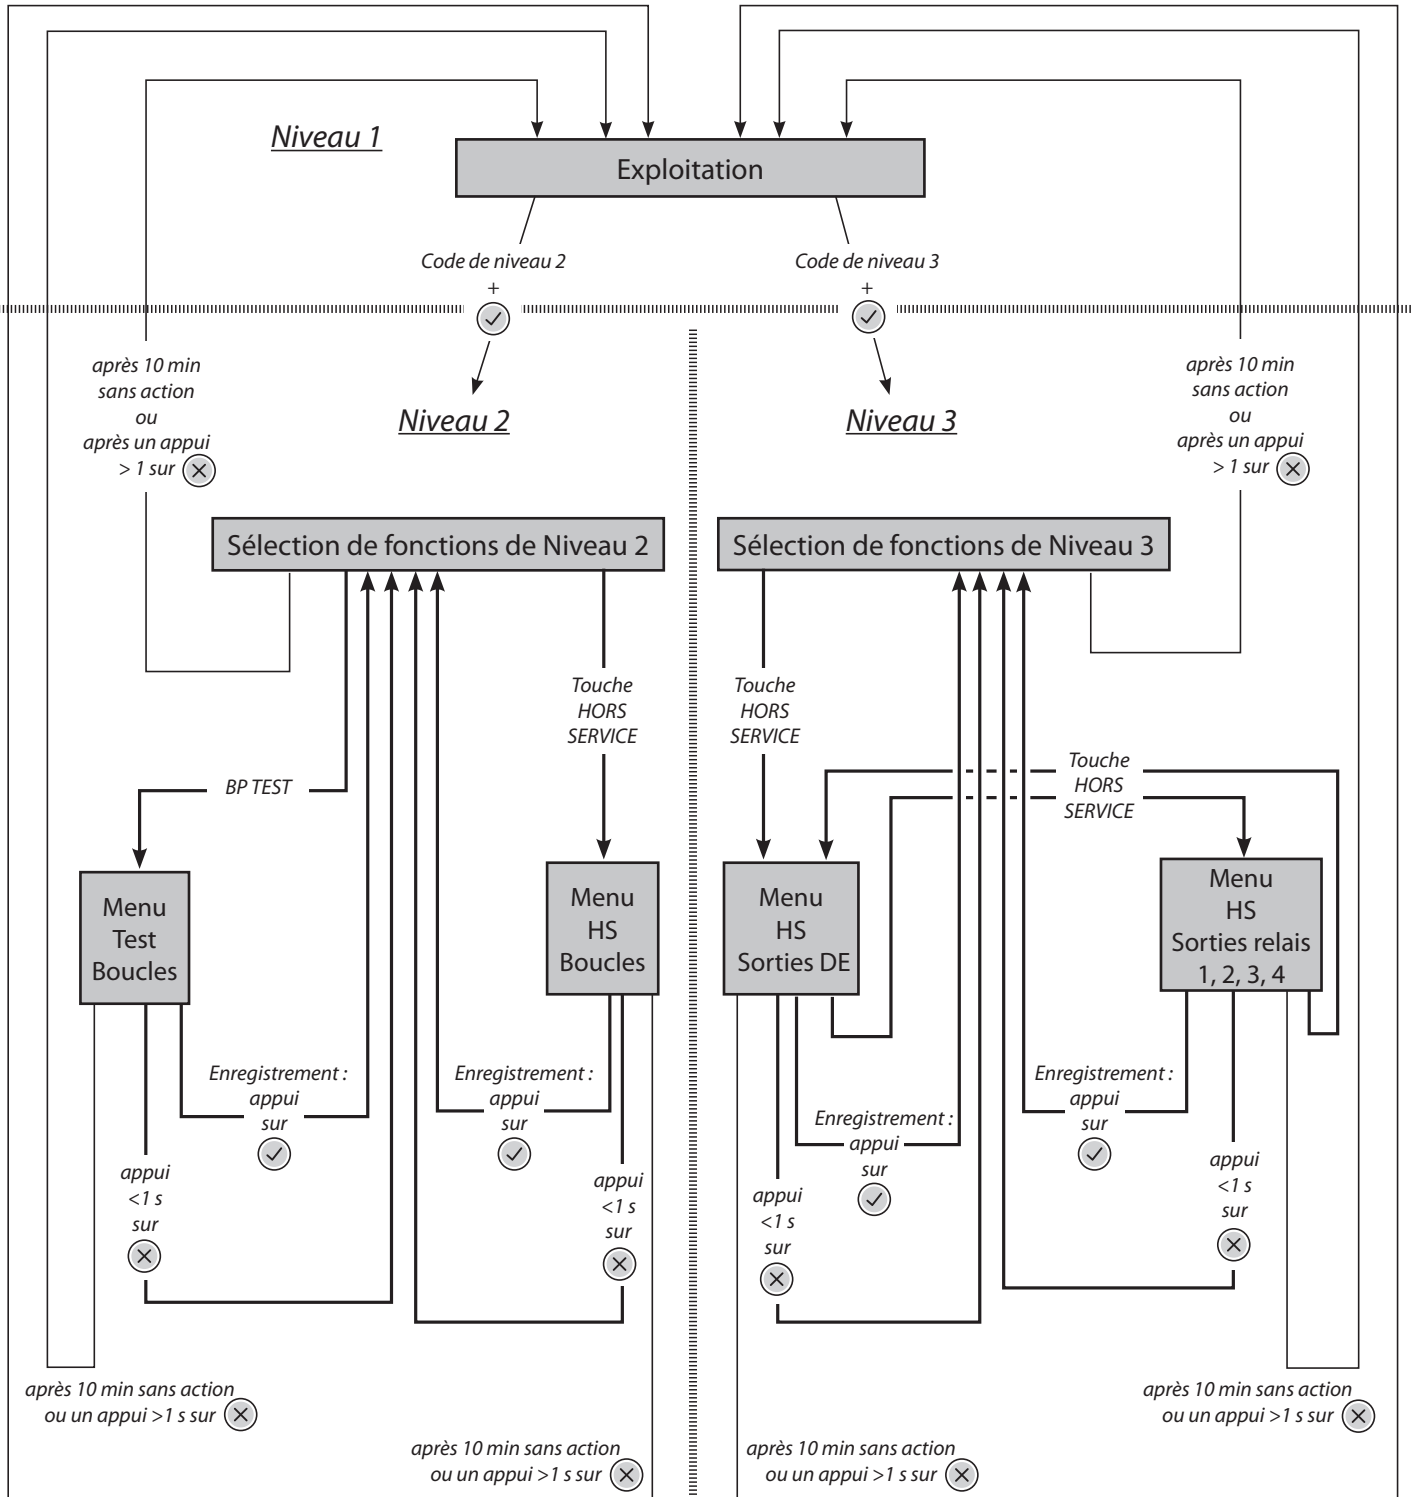 Niveau 1
Exploitation
Code de niveau 2
+
Code de niveau 3
+
après 10 min
sans action
ou
après un appui
> 1 sur
après 10 min
sans action
ou
après un appui
> 1 sur
Niveau 2
Niveau 3
Sélection de fonctions de Niveau 2
Sélection de fonctions de Niveau 3
Touche
HORS
SERVICE
Touche
HORS
SERVICE
BP TEST
Touche
HORS
SERVICE
Menu
Test
Boucles
Menu
HS
Boucles
Menu
HS
Sorties DE
Menu
HS
Sorties relais
1, 2, 3, 4
Enregistrement :
appui
sur
Enregistrement :
appui
sur
Enregistrement :
appui
sur
Enregistrement :
appui
sur
appui
<1 s
sur
appui
<1 s
sur
appui
<1 s
sur
appui
<1 s
sur
après 10 min sans action
ou un appui >1 s sur
après 10 min sans action
ou un appui >1 s sur
après 10 min sans action
ou un appui >1 s sur
après 10 min sans action
ou un appui >1 s sur